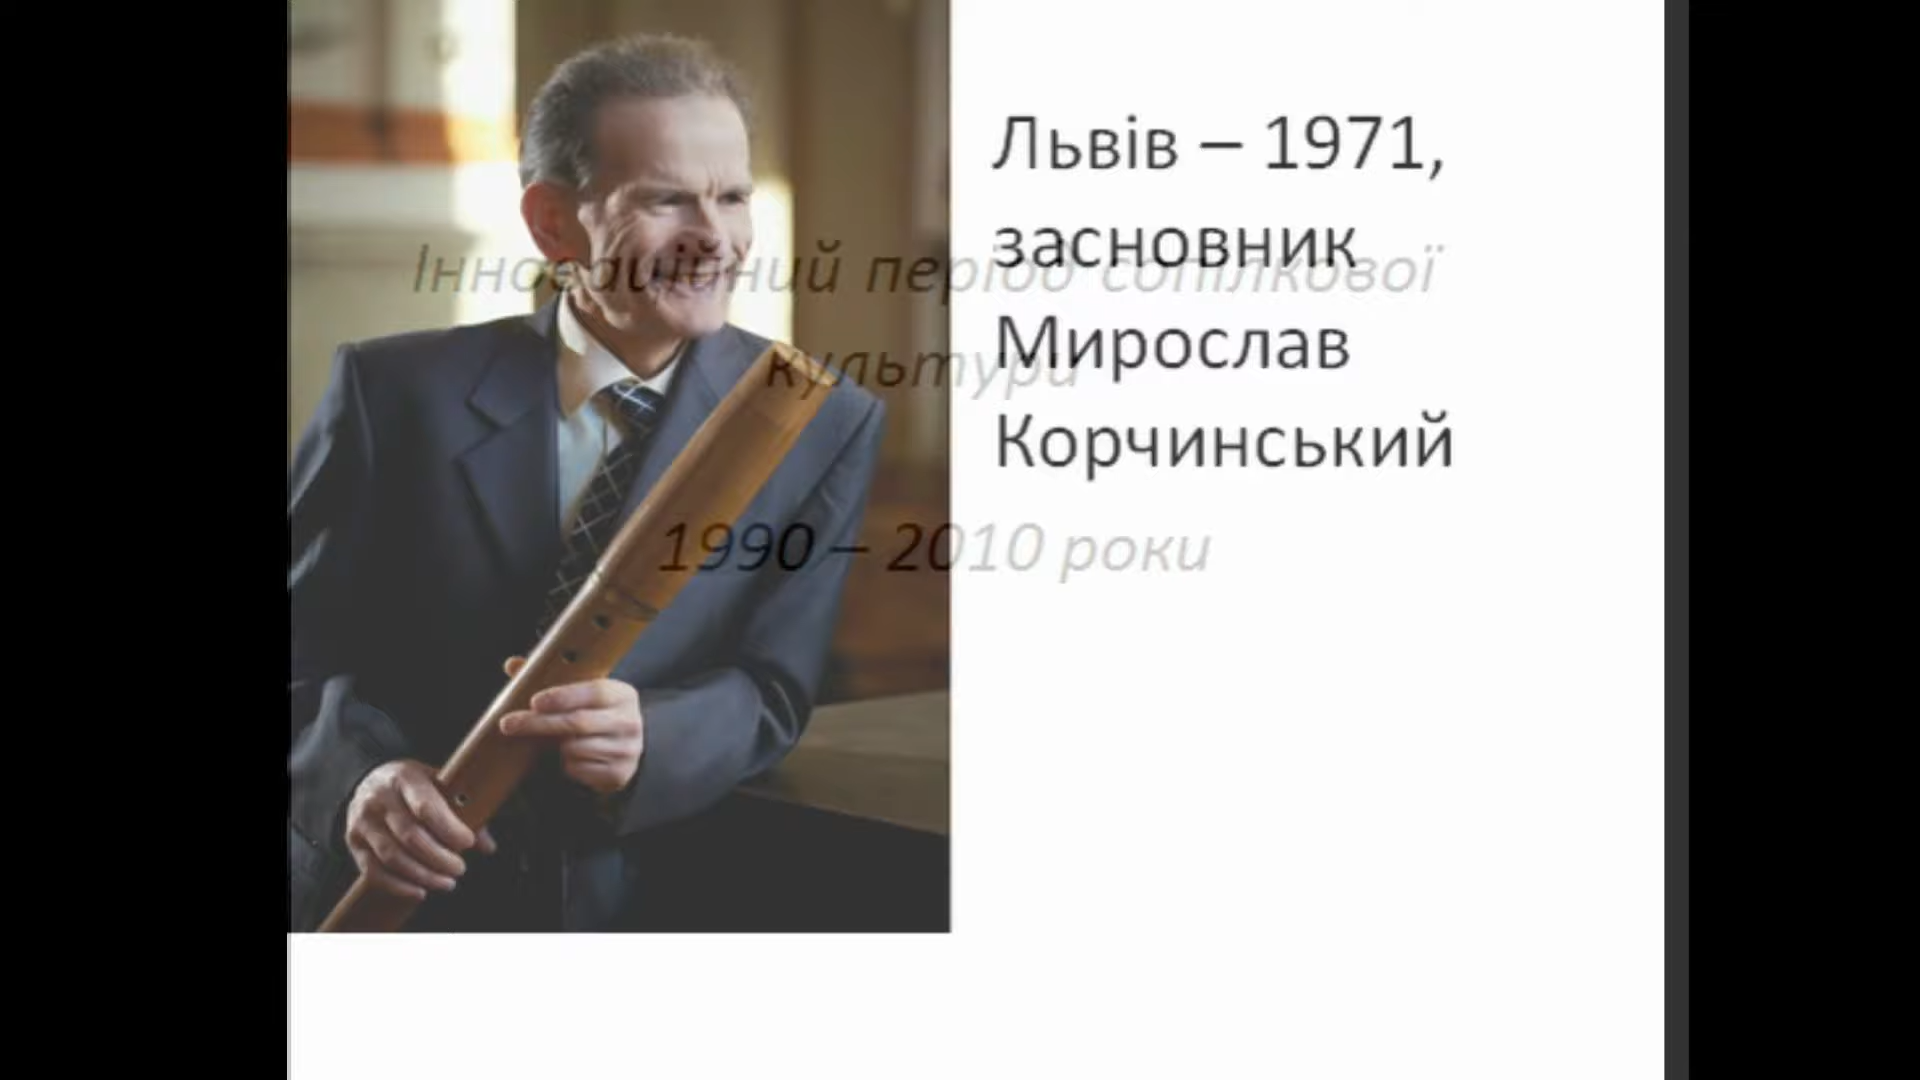 Львів – 1971,
засновник
Мирослав
Корчинський
Інноваційний період сопілкової
культури
1990 – 2010 роки